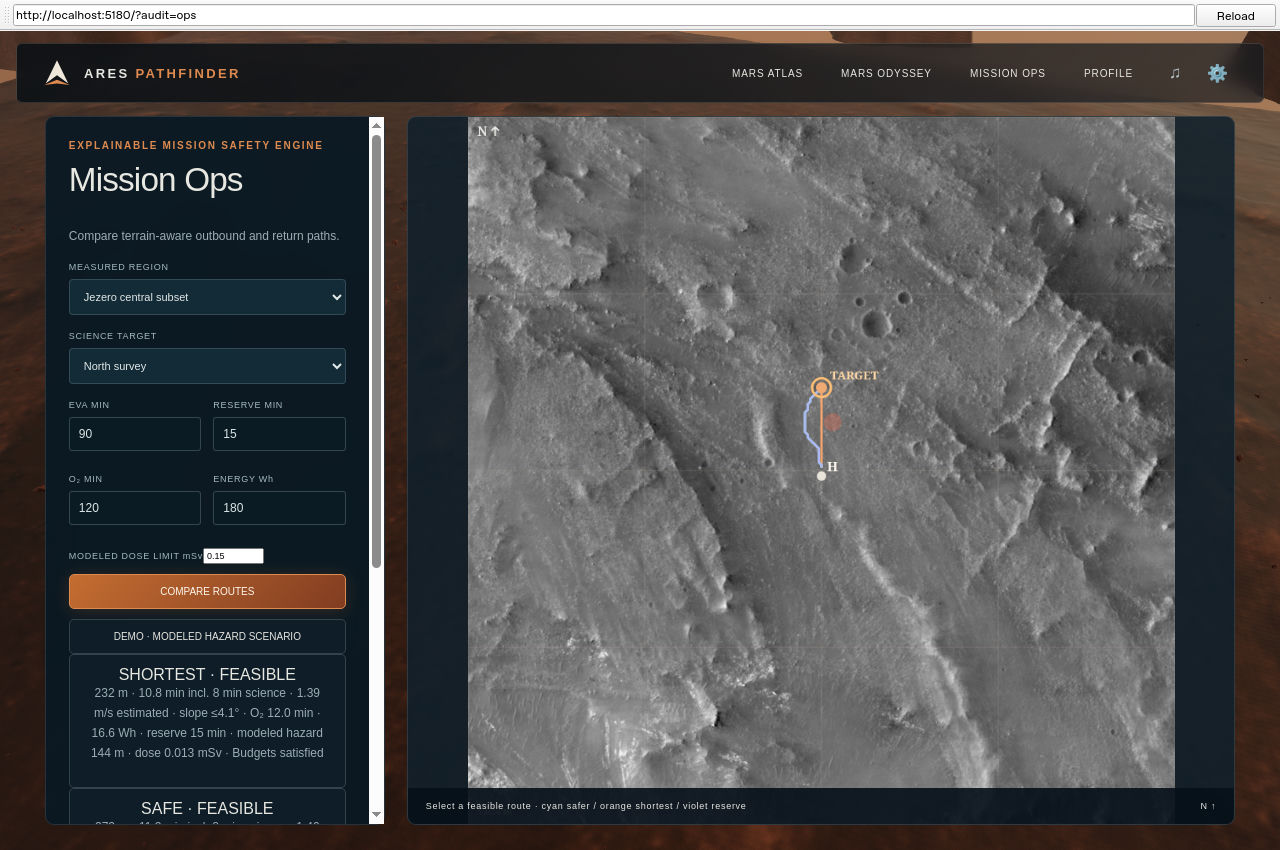 http://localhost:5180/?audit=ops
Reload
ARES PATHFINDER
MARS ATLAS
MARS ODYSSEY
MISSION OPS
PROFILE
EXPLAINABLE MISSION SAFETY ENGINE
Mission Ops
Compare terrain-aware outbound and return paths.
MEASURED REGION
Jezero central subset
SCIENCE TARGET
North survey
EVA MIN
RESERVE MIN
90
15
O₂ MIN
ENERGY Wh
120
180
MODELED DOSE LIMIT mSv 0.15
COMPARE ROUTES
DEMO · MODELED HAZARD SCENARIO
SHORTEST · FEASIBLE
232 m · 10.8 min incl. 8 min science · 1.39
m/s estimated · slope ≤4.1° · O₂ 12.0 min ·
16.6 Wh · reserve 15 min · modeled hazard
144 m · dose 0.013 mSv · Budgets satisfied
SAFE · FEASIBLE
N ↑
TARGET
H
Select a feasible route · cyan safer / orange shortest / violet reserve
N ↑